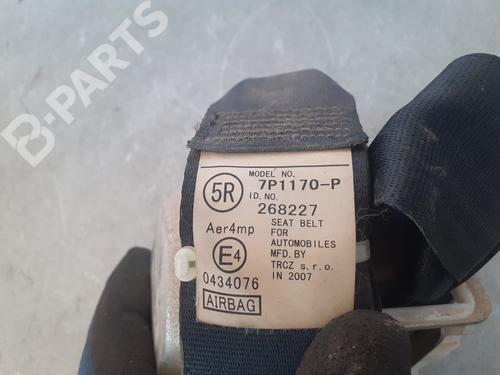 B-PARTS
MODEL NO.
5R
7P1170-P
ID.NO.
268227
Aer4mp
SEAT BELT
FOR
AUTOMOBILES
E4
MFD.BY
TRCZ s.r.o.
0434076
IN 2007
AIRBAG